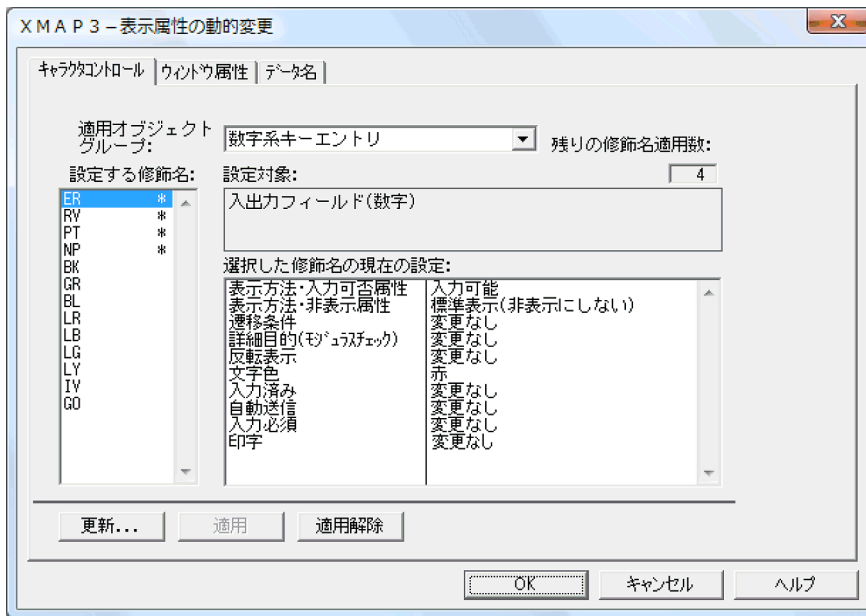 XMAP3－表示属性の動的変更
X
ｷｬﾗｸﾀｺﾝﾄﾛｰﾙ ｳｨﾝﾄﾞｳ属性 ﾃﾞｰﾀ名
適用オブジェクト
グループ:
数字系キーエントリ
残りの修飾名適用数:
4
設定する修飾名:
ER *
RV *
PT *
NP *
BK
GR
BL
LR
LB
LG
LY
IV
GO
設定対象:
入出力フィールド(数字)
選択した修飾名の現在の設定:
表示方法･入力可否属性 入力可能
表示方法･非表示属性 標準表示(非表示にしない)
遷移条件 変更なし
詳細目的(ﾓｼﾞｭﾗｽﾁｪｯｸ) 変更なし
反転表示 変更なし
文字色 赤
入力済み 変更なし
自動送信 変更なし
入力必須 変更なし
印字 変更なし
更新... 適用 適用解除
OK キャンセル ヘルプ